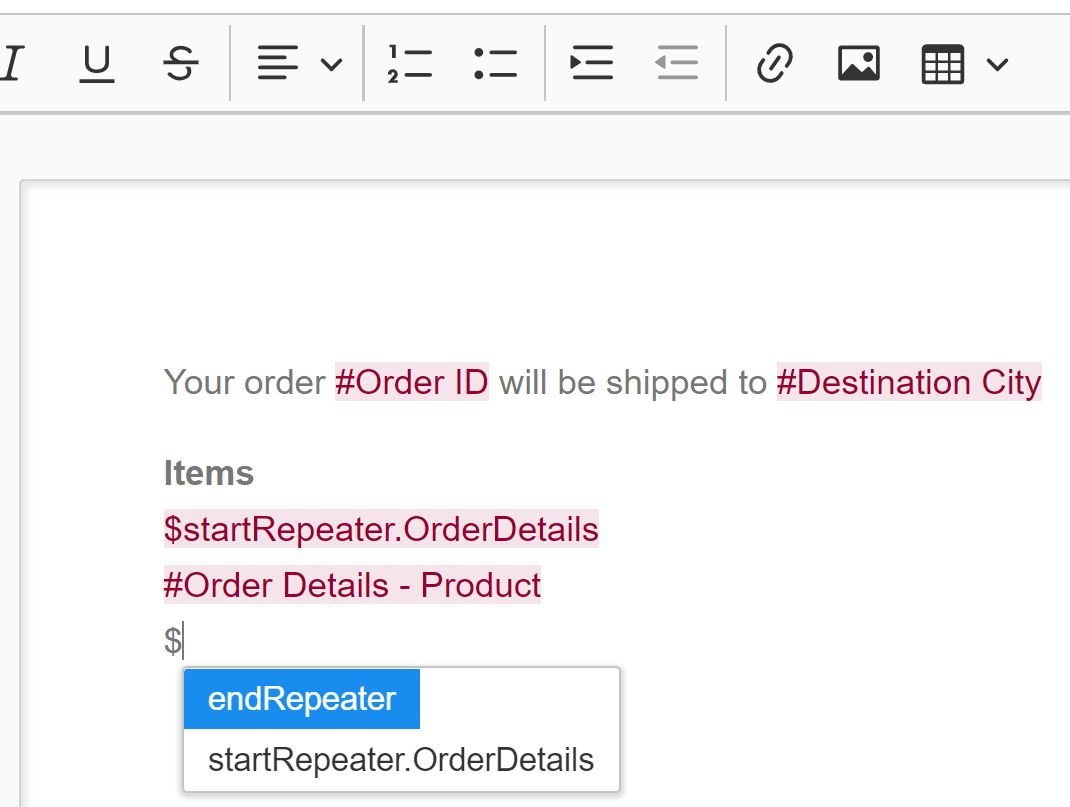 I U S
Your order #Order ID will be shipped to #Destination City
Items
$startRepeater.OrderDetails
#Order Details - Product
$
endRepeater
startRepeater.OrderDetails